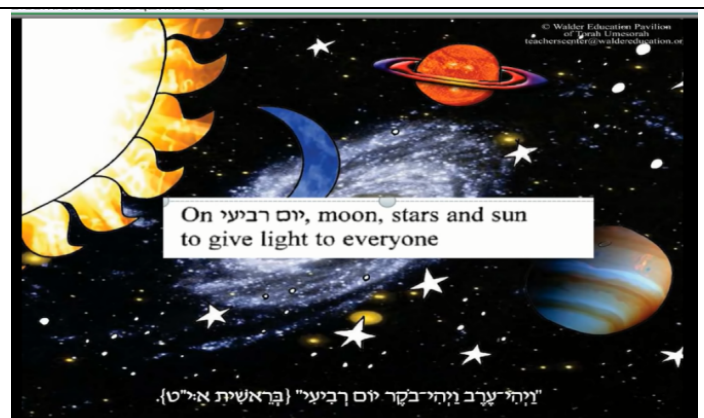 © Walder Education Pavilion
of Torah Umesorah
teacherscenter@waldereducation.or
On יום רביעי, moon, stars and sun
to give light to everyone
"וַיְהִי־עֶרֶב וַיְהִי־בֹקֶר יוֹם רְבִיעִי" {בְּרֵאשִׁית א:י"ט}.